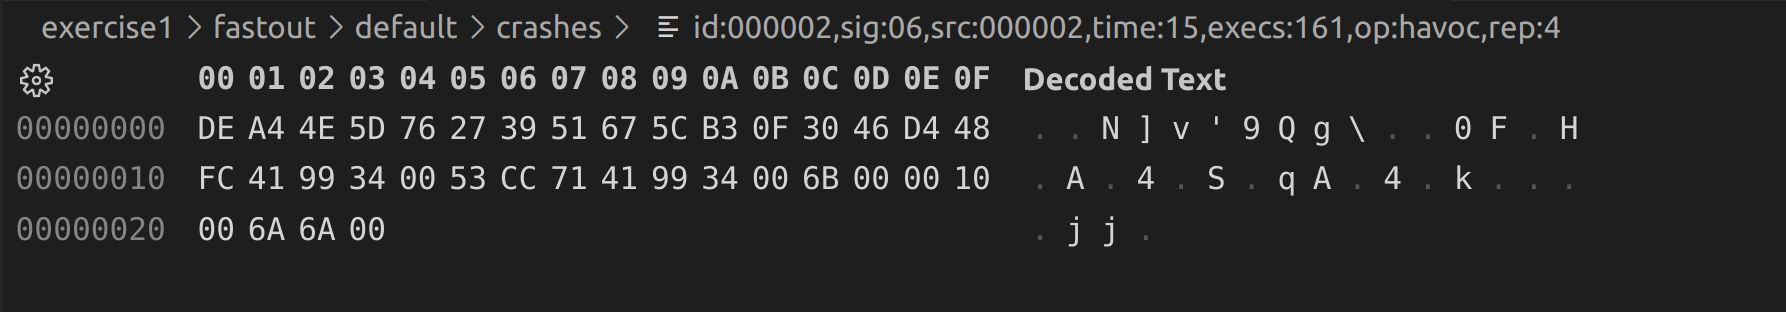 exercise1 > fastout > default > crashes > id:000002,sig:06,src:000002,time:15,execs:161,op:havoc,rep:4
00 01 02 03 04 05 06 07 08 09 0A 0B 0C 0D 0E 0F Decoded Text
00000000 DE A4 4E 5D 76 27 39 51 67 5C B3 0F 30 46 D4 48 . . N ] v ' 9 Q g \ . . 0 F . H
00000010 FC 41 99 34 00 53 CC 71 41 99 34 00 6B 00 00 10 . A . 4 . S . q A . 4 . k . . .
00000020 00 6A 6A 00 . j j .